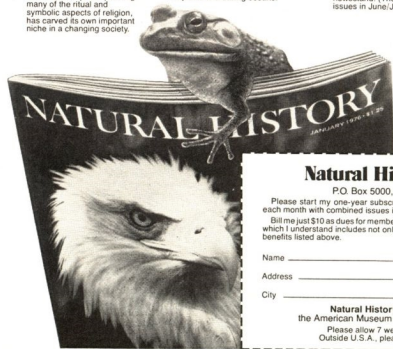 many of the ritual and
symbolic aspects of religion,
has carved its own important
niche in a changing society.
issues in June/J
NATURAL HISTORY
JANUARY 1976 • $1.25
Natural Hi
P.O. Box 5000,
Please start my one-year subsc
each month with combined issues i
Bill me just $10 as dues for membe
which I understand includes not onl
benefits listed above.
Name
Address
City
Natural Histor
the American Museum
Please allow 7 we
Outside U.S.A., plea